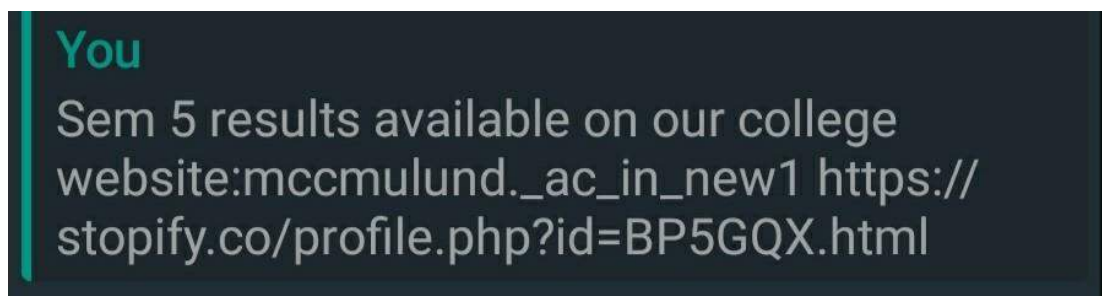 You
Sem 5 results available on our college
website:mccmulund._ac_in_new1 https://
stopify.co/profile.php?id=BP5GQX.html